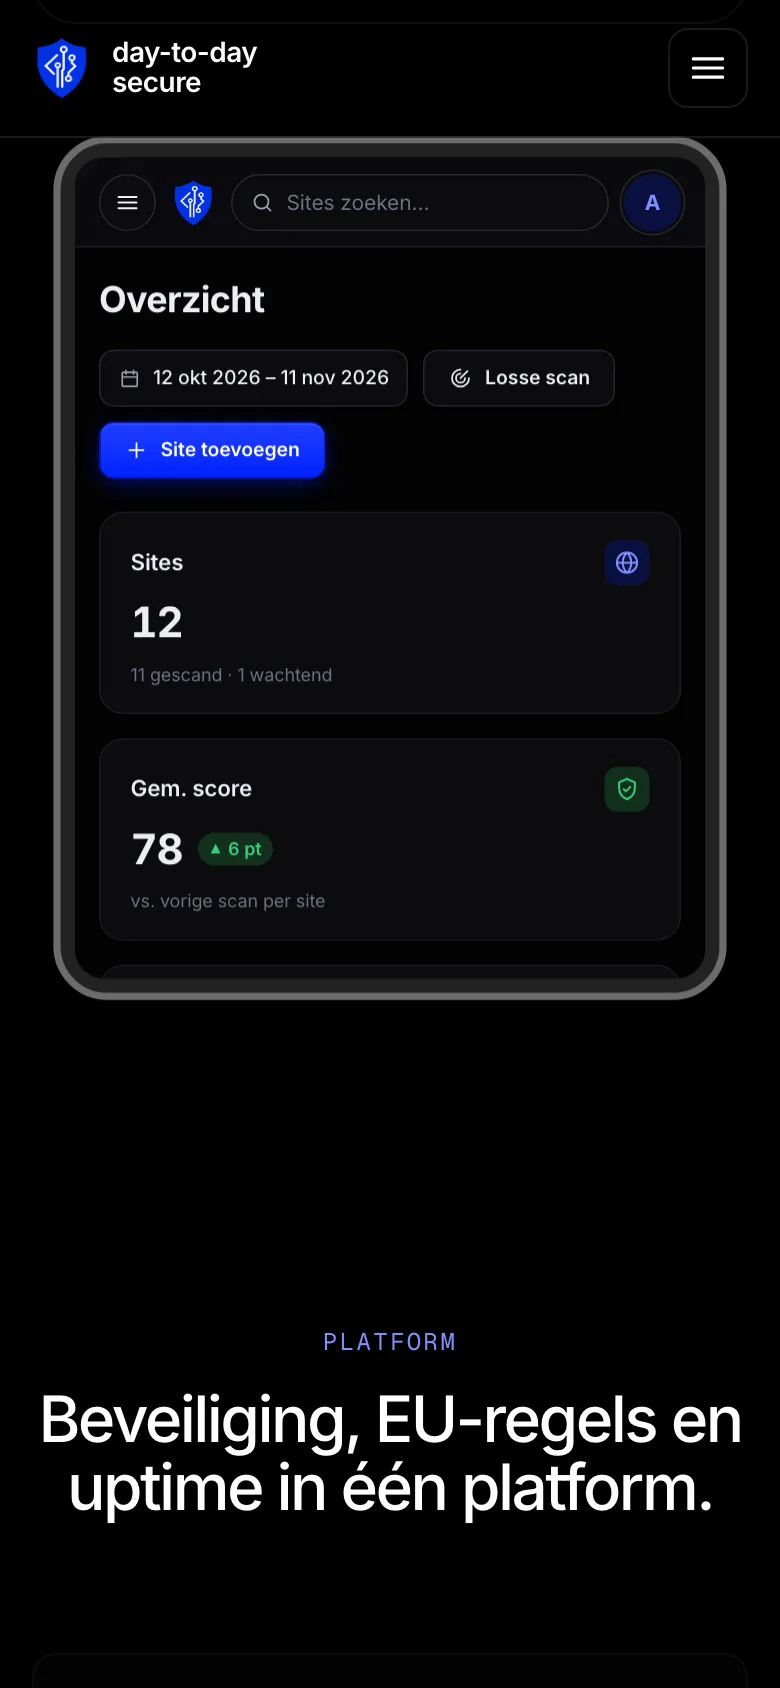 day-to-day
secure
Sites zoeken...
A
Overzicht
12 okt 2026 – 11 nov 2026
Losse scan
Site toevoegen
Sites
12
11 gescand · 1 wachtend
Gem. score
78
▲ 6 pt
vs. vorige scan per site
PLATFORM
Beveiliging, EU-regels en
uptime in één platform.